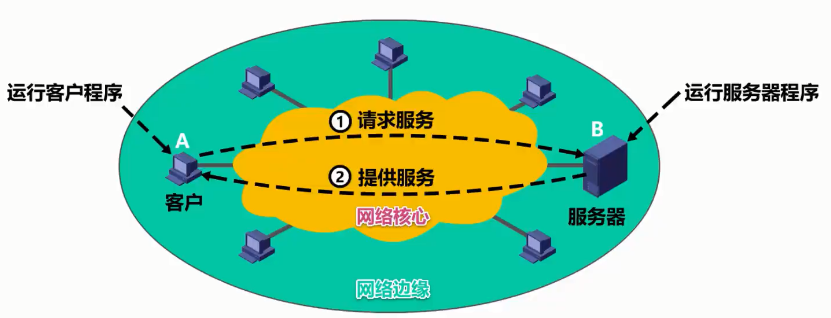 运行客户程序
运行服务器程序
① 请求服务
A
B
② 提供服务
客户
网络核心
服务器
网络边缘